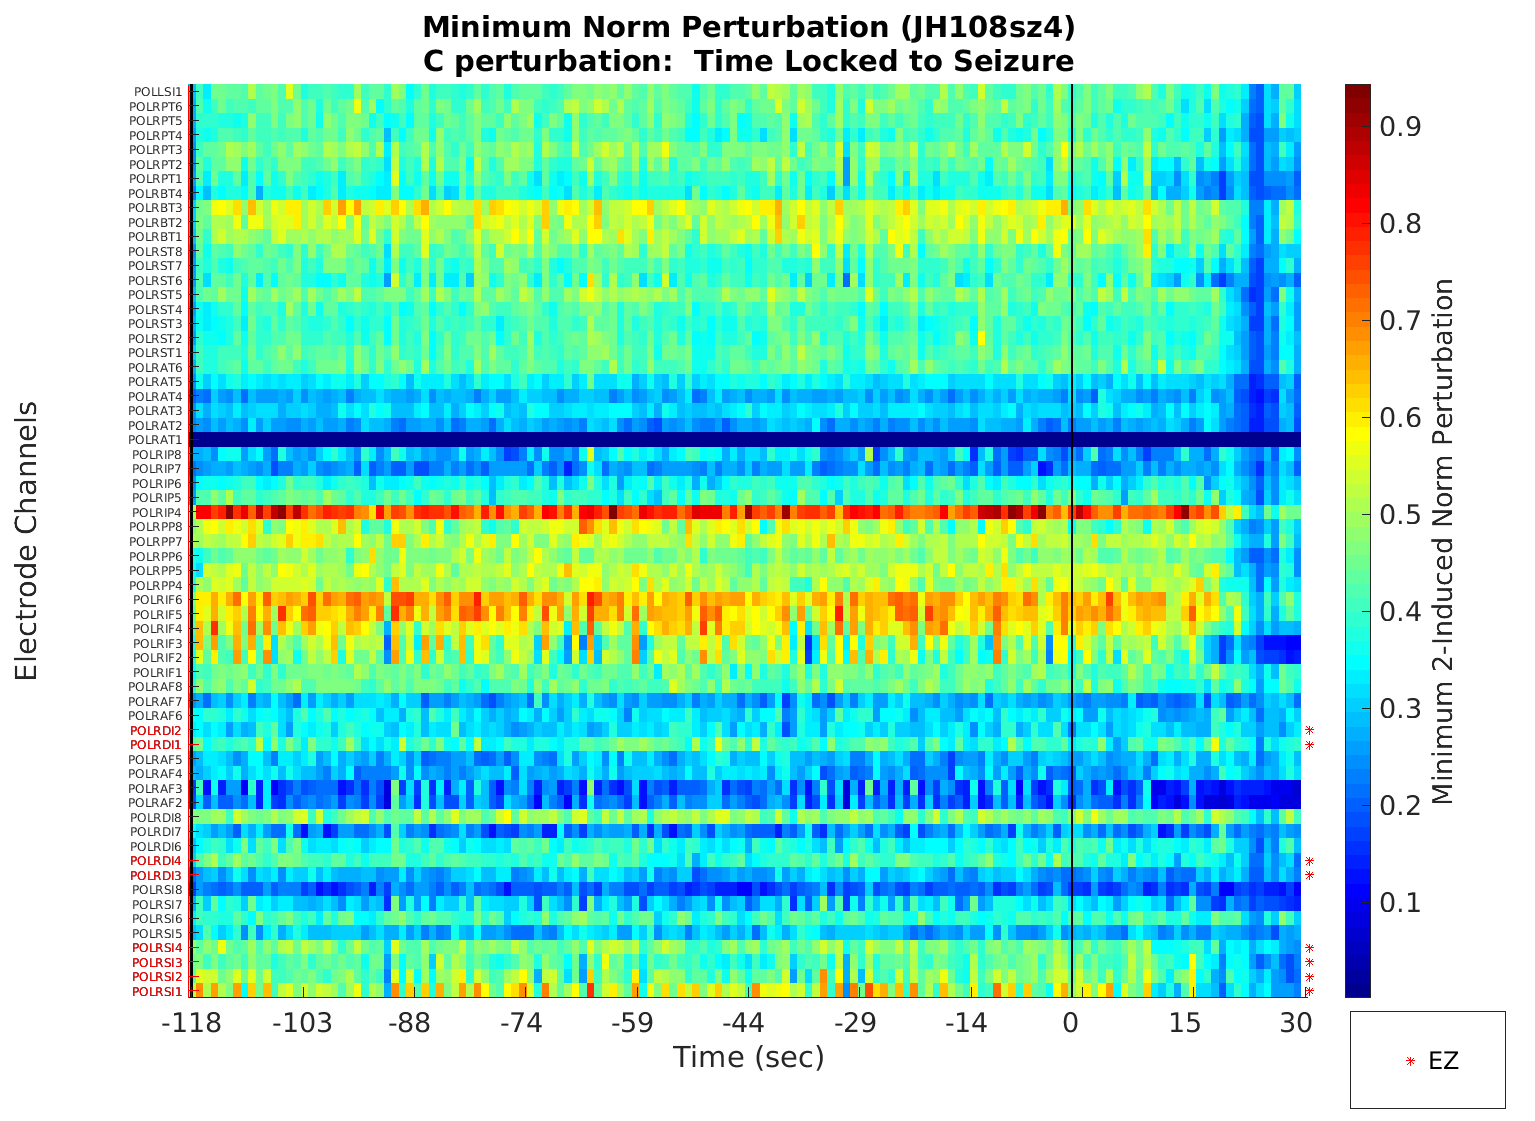 Minimum Norm Perturbation (JH108sz4)
C perturbation:  Time Locked to Seizure
Electrode Channels
POLLSI1
POLRPT6
POLRPT5
POLRPT4
POLRPT3
POLRPT2
POLRPT1
POLRBT4
POLRBT3
POLRBT2
POLRBT1
POLRST8
POLRST7
POLRST6
POLRST5
POLRST4
POLRST3
POLRST2
POLRST1
POLRAT6
POLRAT5
POLRAT4
POLRAT3
POLRAT2
POLRAT1
POLRIP8
POLRIP7
POLRIP6
POLRIP5
POLRIP4
POLRPP8
POLRPP7
POLRPP6
POLRPP5
POLRPP4
POLRIF6
POLRIF5
POLRIF4
POLRIF3
POLRIF2
POLRIF1
POLRAF8
POLRAF7
POLRAF6
POLRDI2
POLRDI1
POLRAF5
POLRAF4
POLRAF3
POLRAF2
POLRDI8
POLRDI7
POLRDI6
POLRDI4
POLRDI3
POLRSI8
POLRSI7
POLRSI6
POLRSI5
POLRSI4
POLRSI3
POLRSI2
POLRSI1
-118 -103 -88 -74 -59 -44 -29 -14 0 15 30
Time (sec)
0.9
0.8
0.7
0.6
0.5
0.4
0.3
0.2
0.1
Minimum 2-Induced Norm Perturbation
EZ